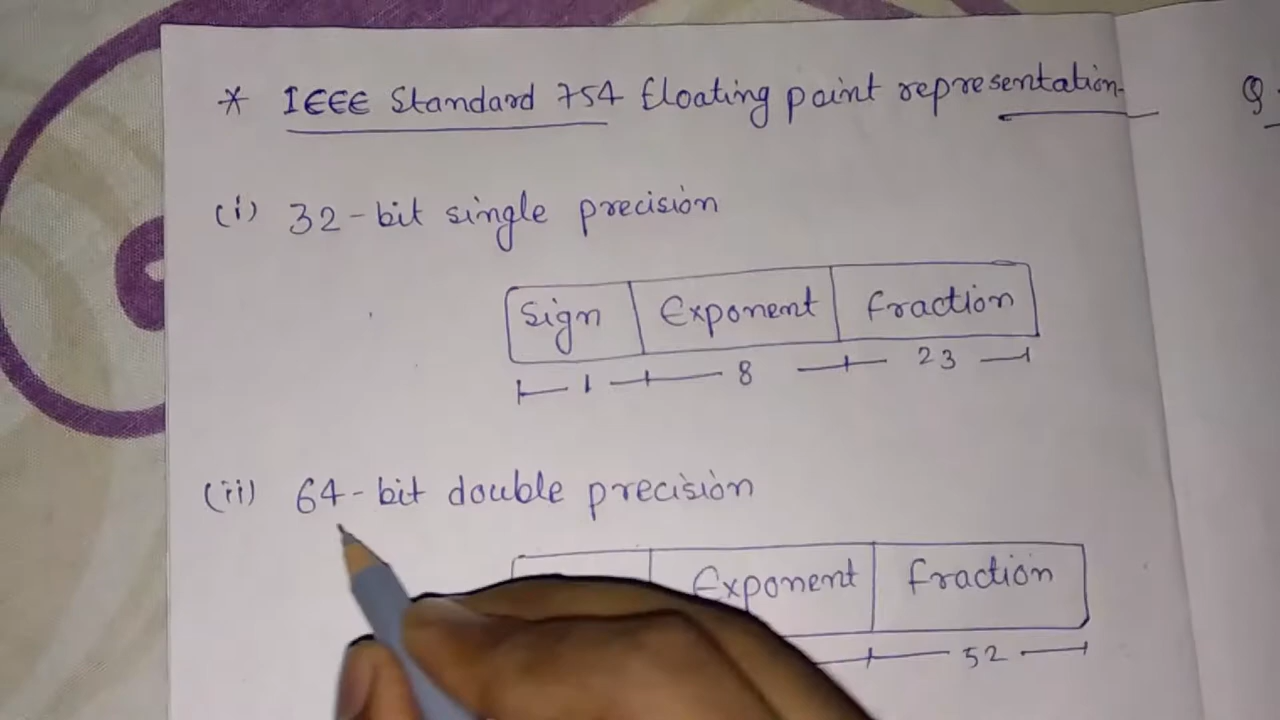 * IEEE Standard 754 floating point representation-
(i) 32-bit single precision
Sign Exponent Fraction
1 8 23
(ii) 64-bit double precision
Exponent Fraction
52
Q